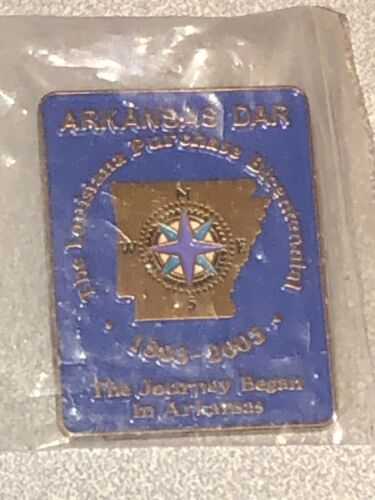 ARKANSAS DAR
The Louisiana Purchase Bicentennial
N
W E
S
1803-2003
The Journey Began
in Arkansas